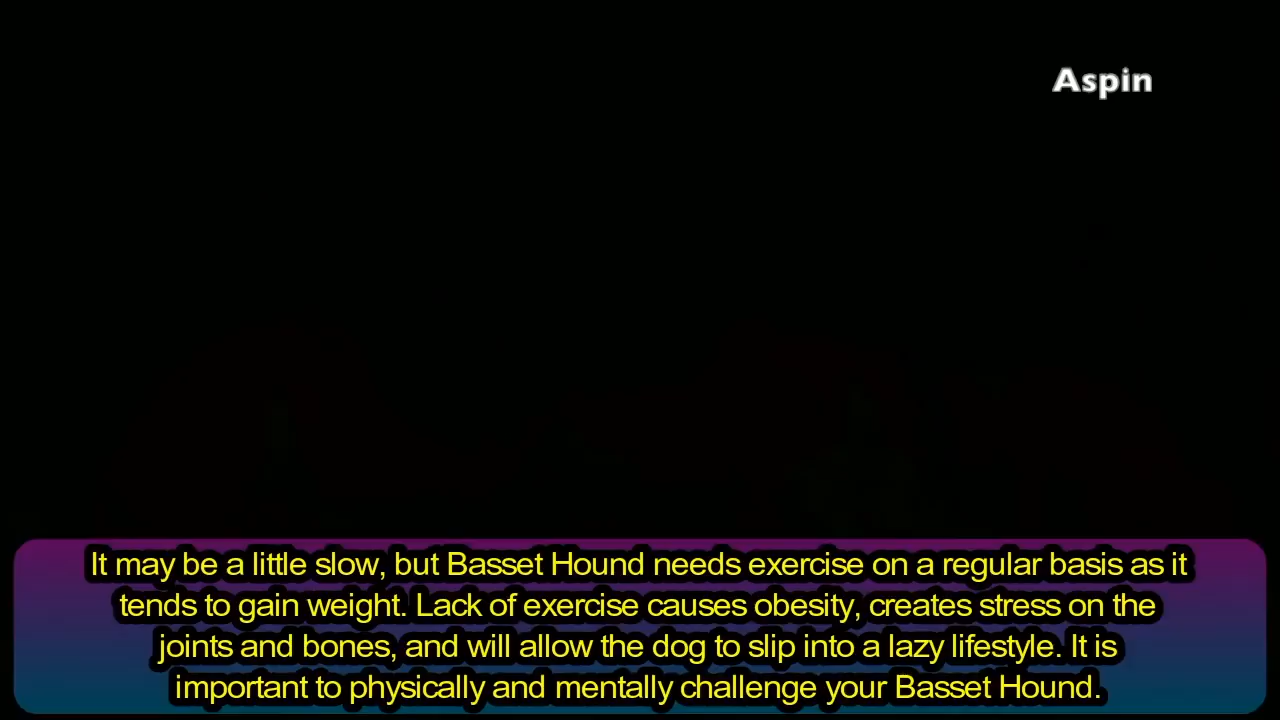 Aspin
It may be a little slow, but Basset Hound needs exercise on a regular basis as it
tends to gain weight. Lack of exercise causes obesity, creates stress on the
joints and bones, and will allow the dog to slip into a lazy lifestyle. It is
important to physically and mentally challenge your Basset Hound.